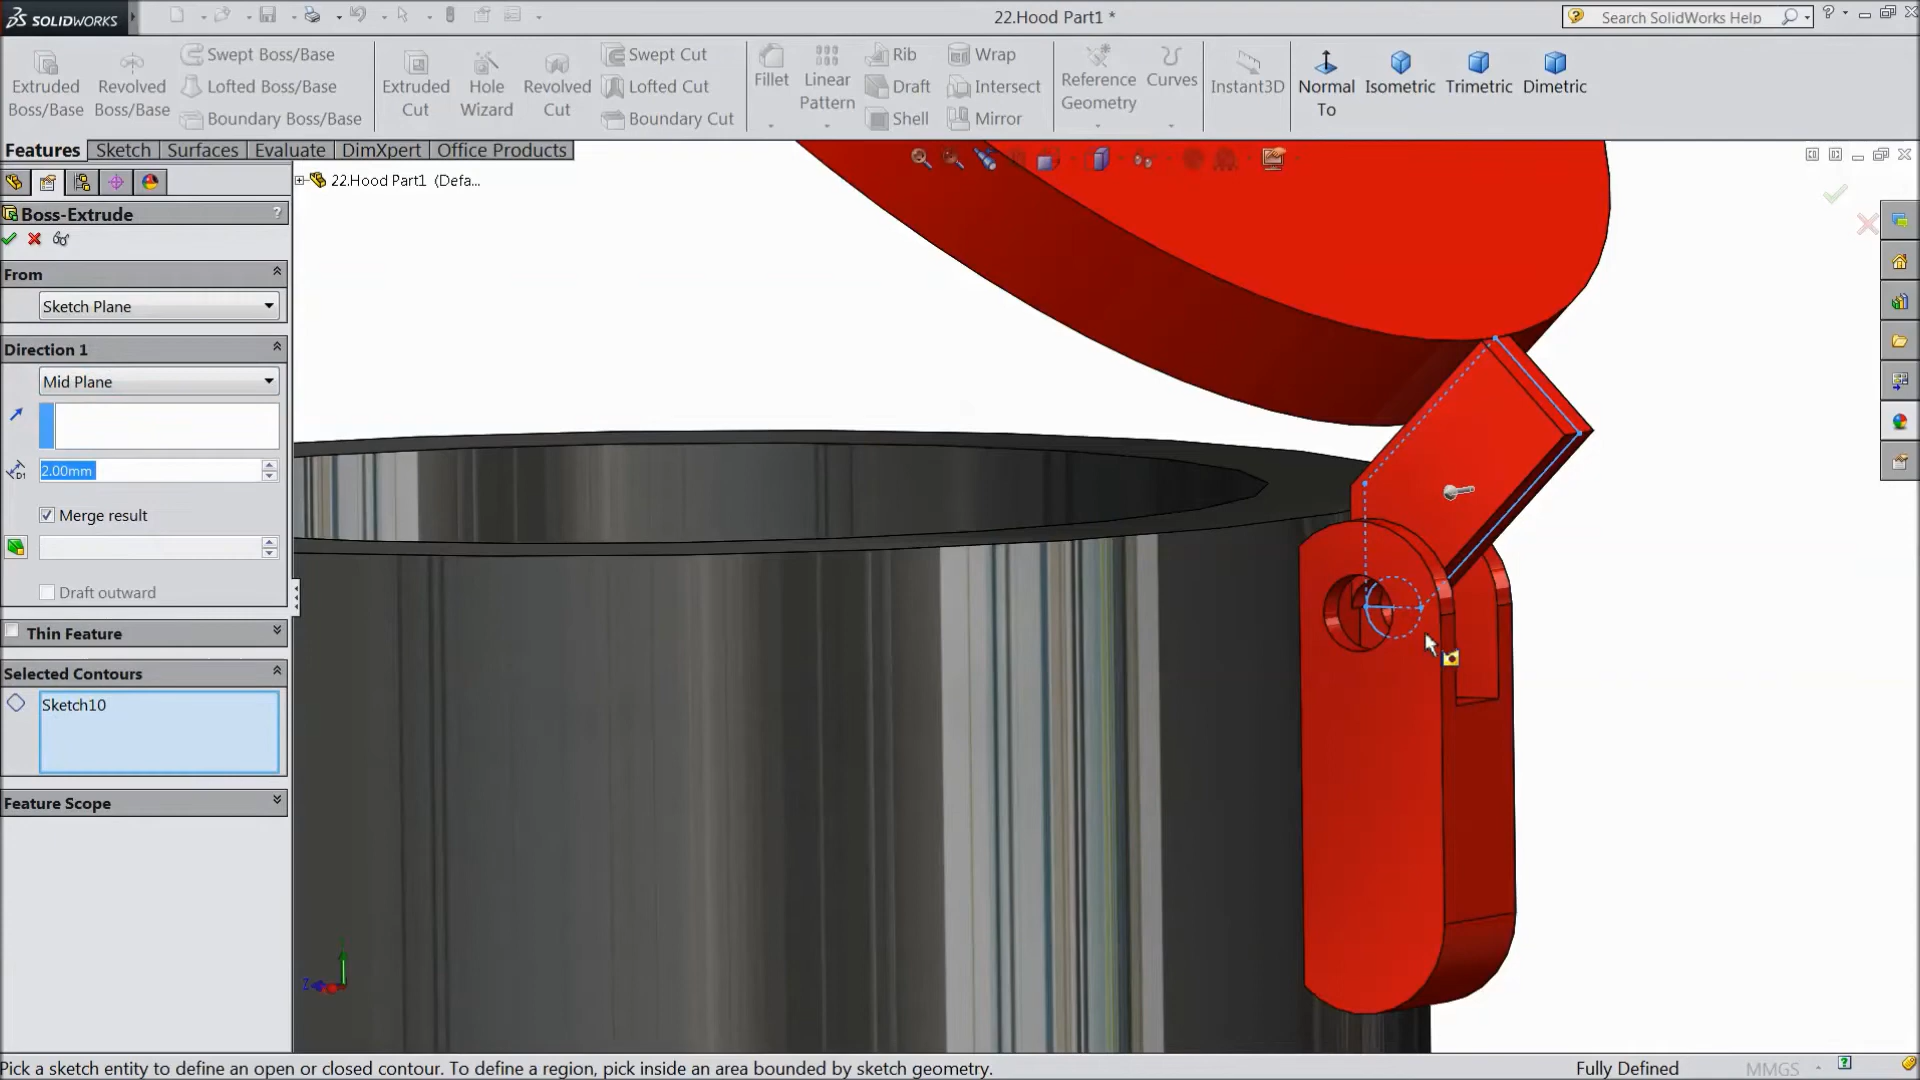 SOLIDWORKS
22.Hood Part1 *
Search SolidWorks Help
Extruded Boss/Base
Revolved Boss/Base
Swept Boss/Base
Lofted Boss/Base
Boundary Boss/Base
Extruded Cut
Hole Wizard
Revolved Cut
Swept Cut
Lofted Cut
Boundary Cut
Fillet
Linear Pattern
Rib
Draft
Shell
Wrap
Intersect
Mirror
Reference Geometry
Curves
Instant3D
Normal To
Isometric
Trimetric
Dimetric
Features
Sketch
Surfaces
Evaluate
DimXpert
Office Products
22.Hood Part1 (Defa...
Boss-Extrude
?
From
Sketch Plane
Direction 1
Mid Plane
D1
2.00mm
Merge result
Draft outward
Thin Feature
Selected Contours
Sketch10
Feature Scope
Z
Pick a sketch entity to define an open or closed contour. To define a region, pick inside an area bounded by sketch geometry.
Fully Defined
MMGS